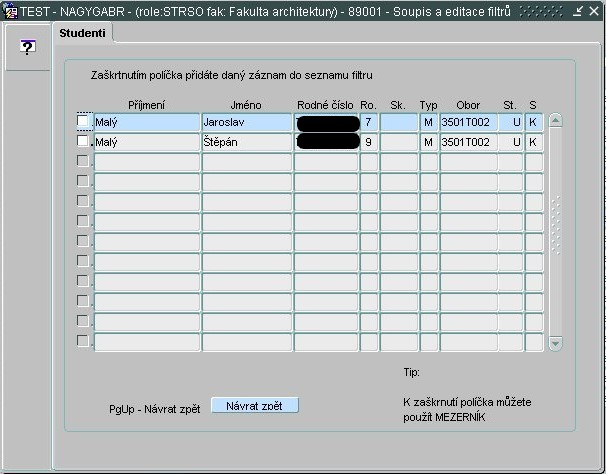 TEST - NAGYGABR - (role:STRSO fak: Fakulta architektury) - 89001 - Soupis a editace filtrů
Studenti
Zaškrtnutím políčka přidáte daný záznam do seznamu filtru
Příjmení Jméno Rodné číslo Ro. Sk. Typ Obor St. S
Malý Jaroslav 7 M 3501T002 U K
Malý Štěpán 9 M 3501T002 U K
Tip:
PgUp - Návrat zpět Návrat zpět
K zaškrnutí políčka můžete
použít MEZERNÍK